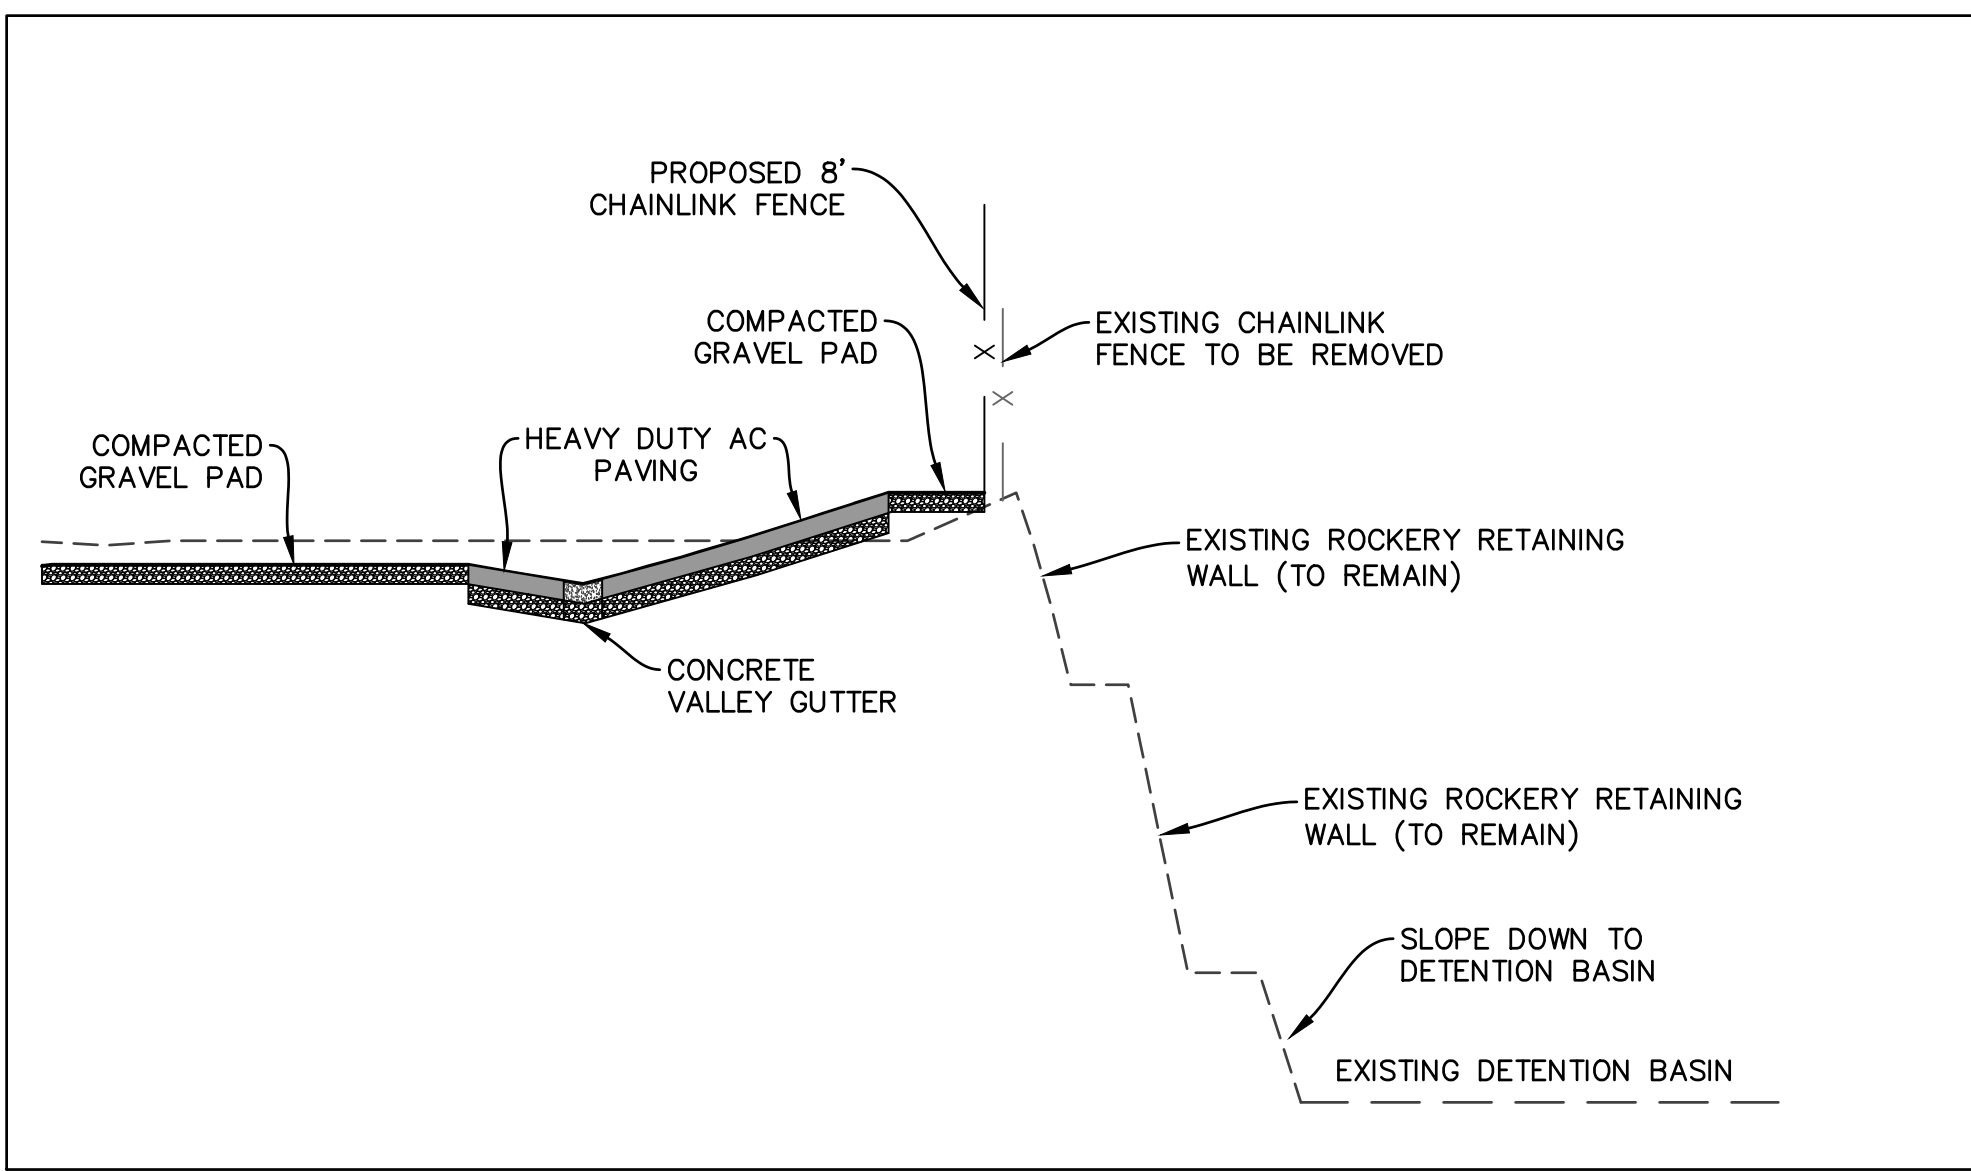 PROPOSED 8'
CHAINLINK FENCE
COMPACTED
GRAVEL PAD
EXISTING CHAINLINK
FENCE TO BE REMOVED
COMPACTED
GRAVEL PAD
HEAVY DUTY AC
PAVING
EXISTING ROCKERY RETAINING
WALL (TO REMAIN)
CONCRETE
VALLEY GUTTER
EXISTING ROCKERY RETAINING
WALL (TO REMAIN)
SLOPE DOWN TO
DETENTION BASIN
EXISTING DETENTION BASIN